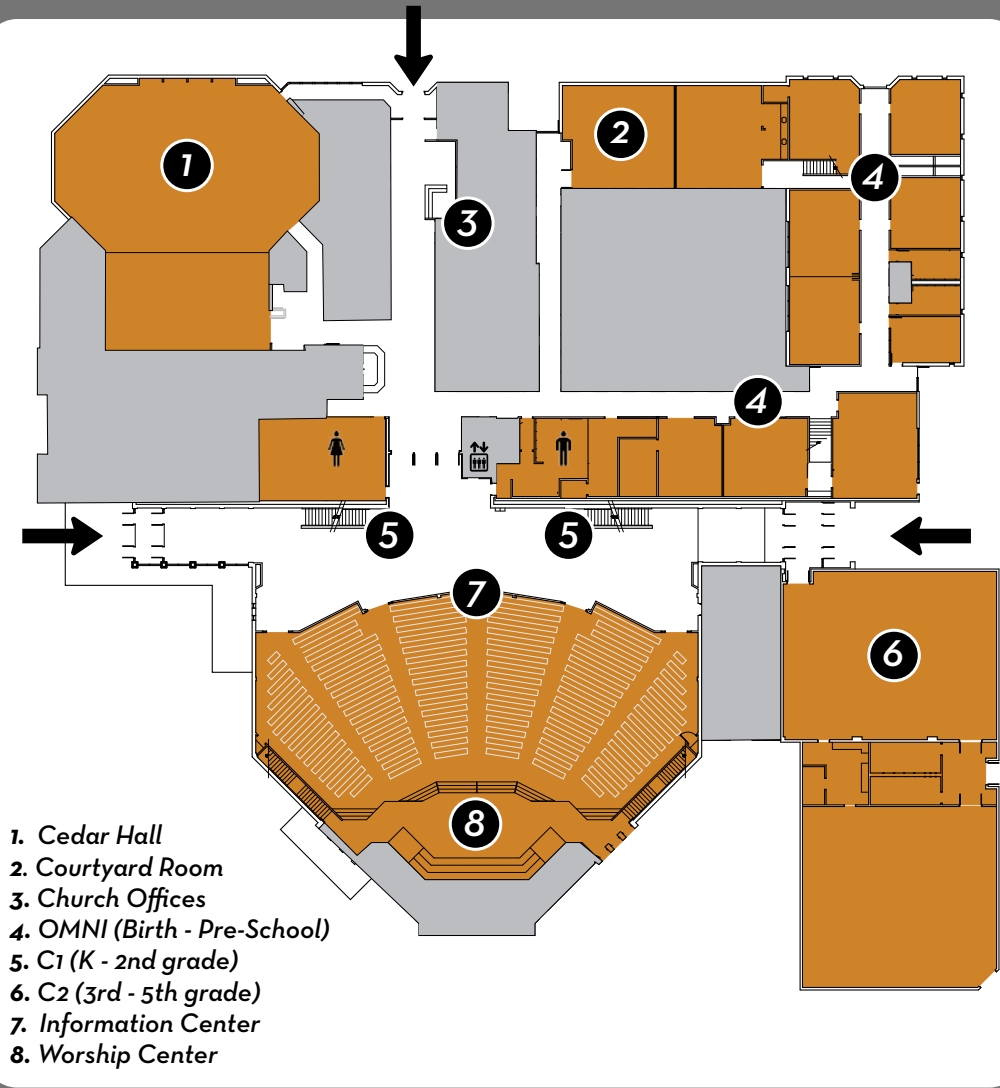 1
2
3
4
4
5
5
6
7
8
1. Cedar Hall
2. Courtyard Room
3. Church Offices
4. OMNI (Birth - Pre-School)
5. C1 (K - 2nd grade)
6. C2 (3rd - 5th grade)
7. Information Center
8. Worship Center